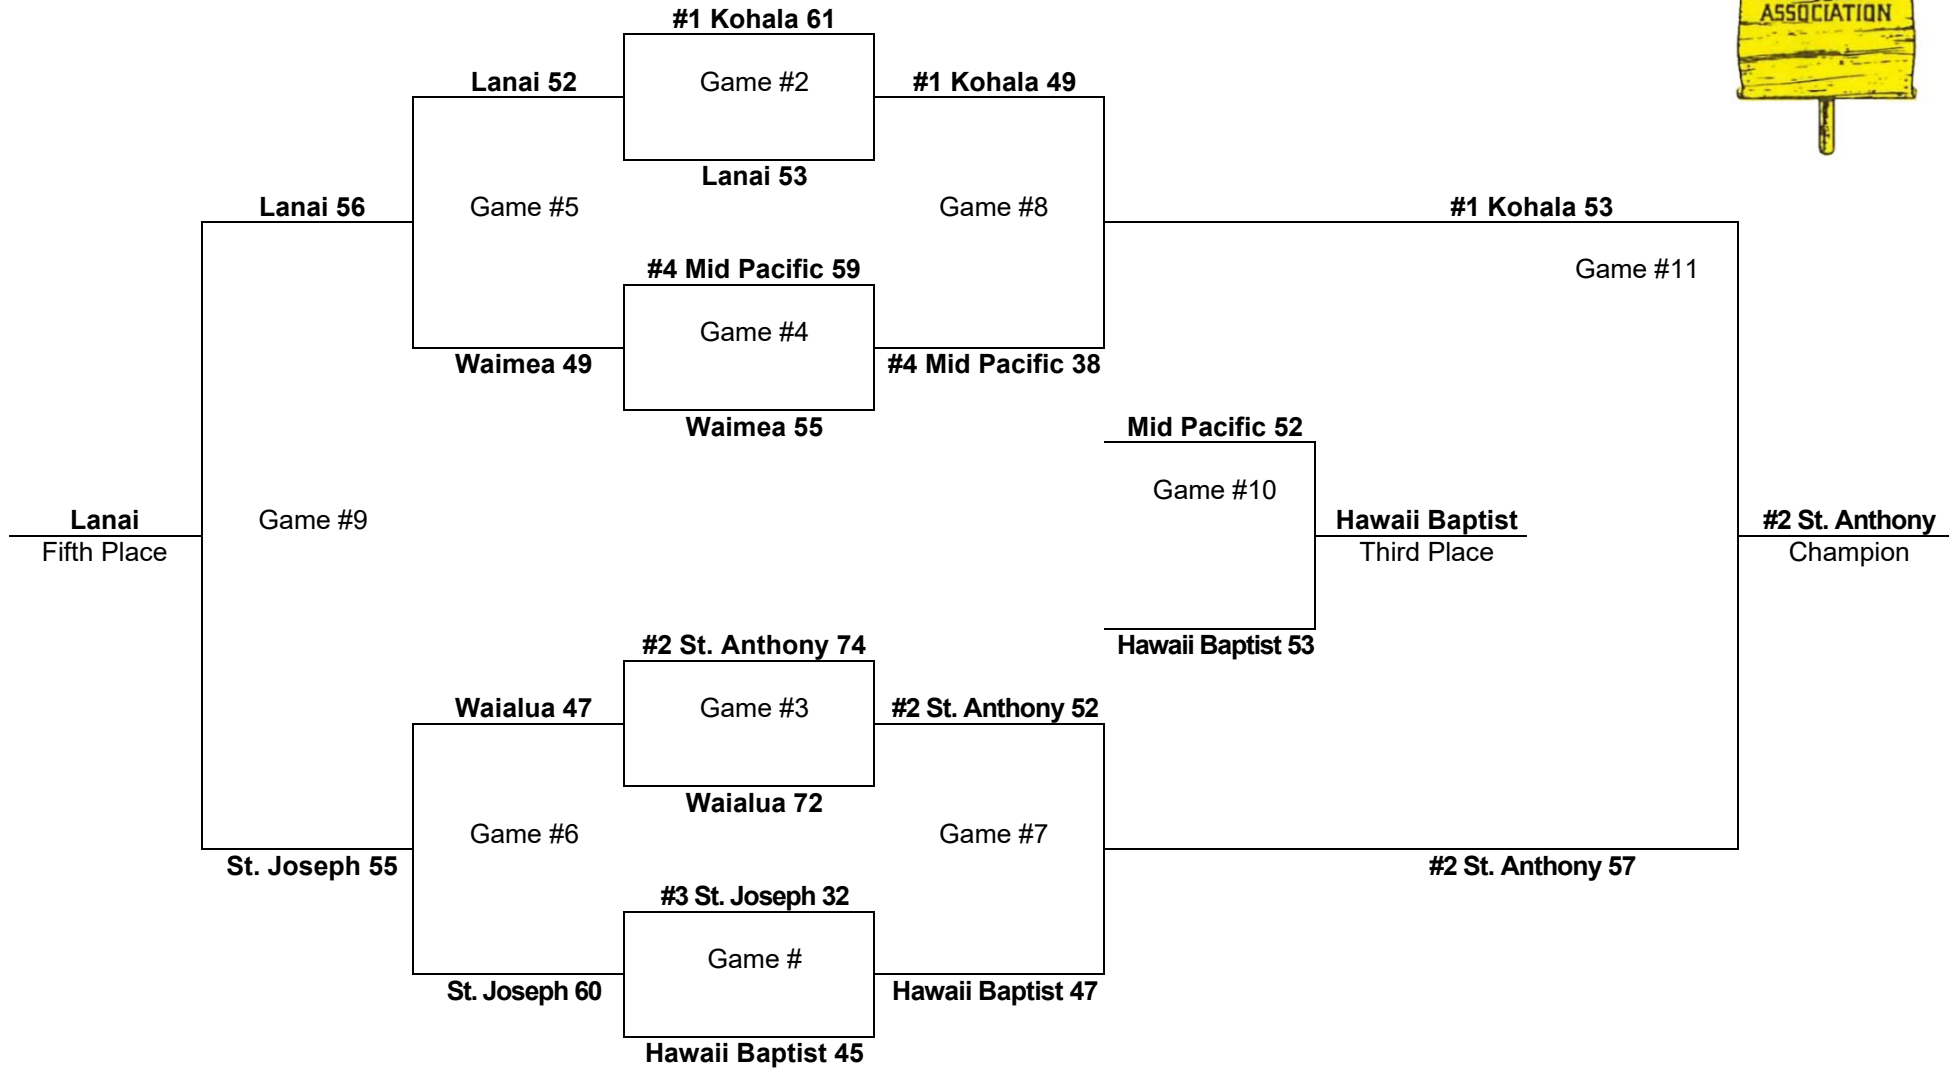 ASSOCIATION
#1 Kohala 61
Lanai 52
Game #2
#1 Kohala 49
Lanai 53
Lanai 56
Game #5
Game #8
#1 Kohala 53
#4 Mid Pacific 59
Game #11
Game #4
Waimea 49
#4 Mid Pacific 38
Waimea 55
Mid Pacific 52
Game #10
Lanai
Game #9
Hawaii Baptist
#2 St. Anthony
Fifth Place
Third Place
Champion
#2 St. Anthony 74
Hawaii Baptist 53
Waialua 47
Game #3
#2 St. Anthony 52
Waialua 72
Game #6
Game #7
St. Joseph 55
#2 St. Anthony 57
#3 St. Joseph 32
Game #
St. Joseph 60
Hawaii Baptist 47
Hawaii Baptist 45